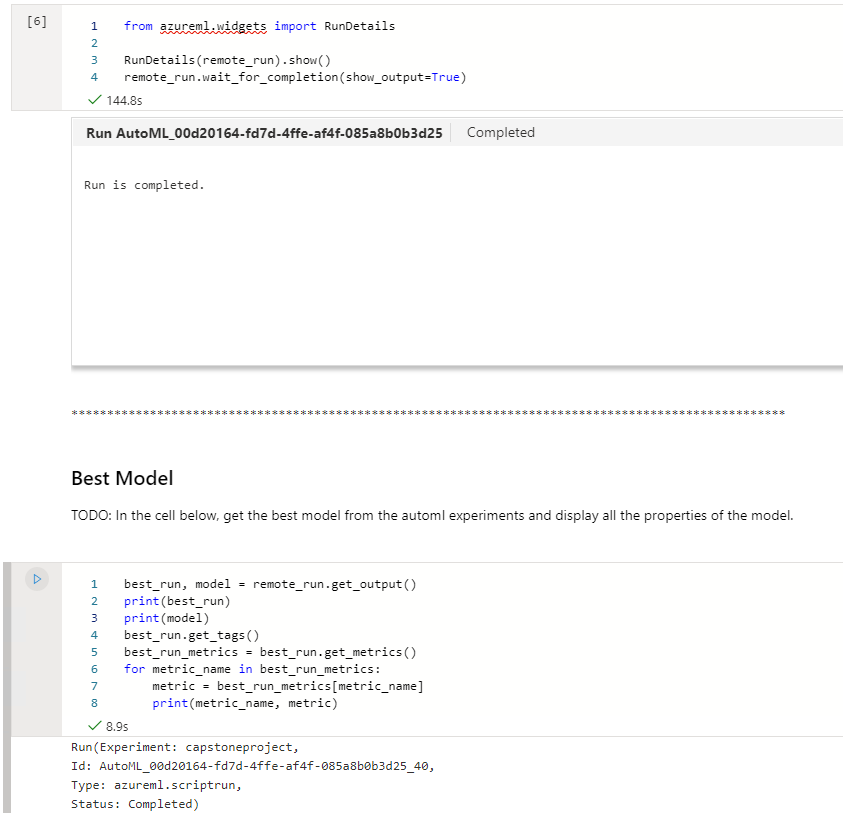 [6]
1 from azureml.widgets import RunDetails
2
3 RunDetails(remote_run).show()
4 remote_run.wait_for_completion(show_output=True)
144.8s
Run AutoML_00d20164-fd7d-4ffe-af4f-085a8b0b3d25 Completed
Run is completed.
****************************************************************************************************
Best Model
TODO: In the cell below, get the best model from the automl experiments and display all the properties of the model.
1 best_run, model = remote_run.get_output()
2 print(best_run)
3 print(model)
4 best_run.get_tags()
5 best_run_metrics = best_run.get_metrics()
6 for metric_name in best_run_metrics:
7     metric = best_run_metrics[metric_name]
8     print(metric_name, metric)
8.9s
Run(Experiment: capstoneproject,
Id: AutoML_00d20164-fd7d-4ffe-af4f-085a8b0b3d25_40,
Type: azureml.scriptrun,
Status: Completed)